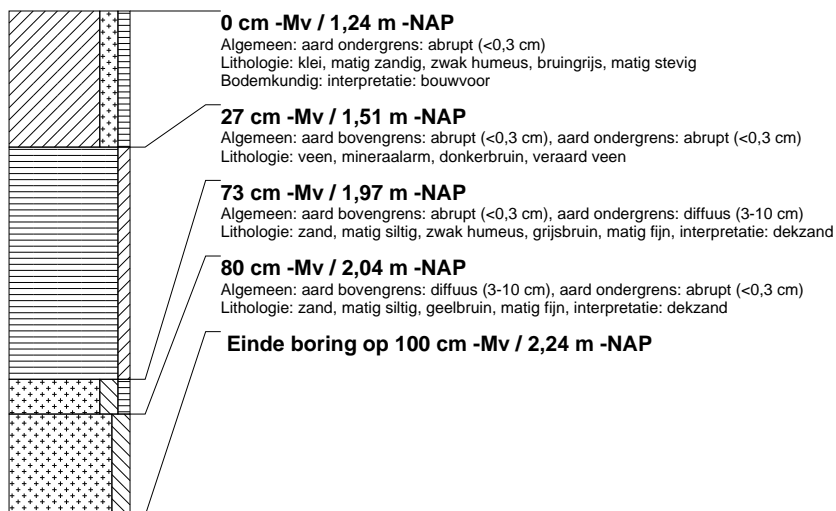 0 cm -Mv / 1,24 m -NAP
Algemeen: aard ondergrens: abrupt (<0,3 cm)
Lithologie: klei, matig zandig, zwak humeus, bruingrijs, matig stevig
Bodemkundig: interpretatie: bouwvoor
27 cm -Mv / 1,51 m -NAP
Algemeen: aard bovengrens: abrupt (<0,3 cm), aard ondergrens: abrupt (<0,3 cm)
Lithologie: veen, mineraalarm, donkerbruin, veraard veen
73 cm -Mv / 1,97 m -NAP
Algemeen: aard bovengrens: abrupt (<0,3 cm), aard ondergrens: diffuus (3-10 cm)
Lithologie: zand, matig siltig, zwak humeus, grijsbruin, matig fijn, interpretatie: dekzand
80 cm -Mv / 2,04 m -NAP
Algemeen: aard bovengrens: diffuus (3-10 cm), aard ondergrens: abrupt (<0,3 cm)
Lithologie: zand, matig siltig, geelbruin, matig fijn, interpretatie: dekzand
Einde boring op 100 cm -Mv / 2,24 m -NAP